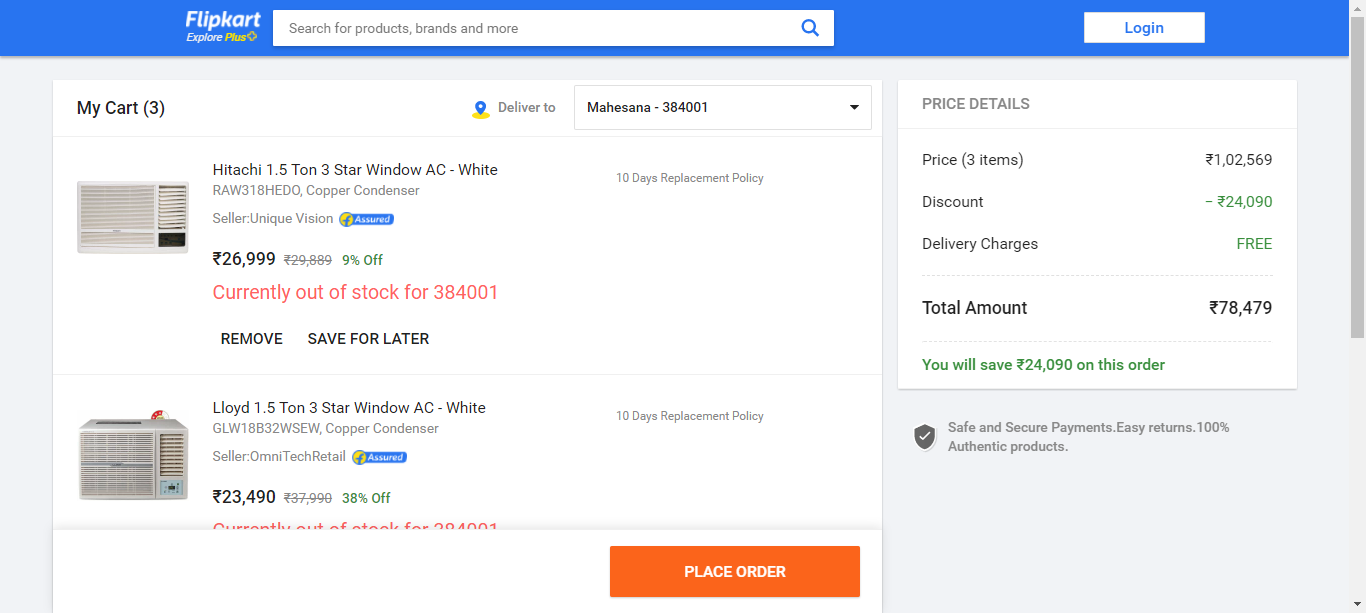 Flipkart
Explore Plus
Search for products, brands and more
Login
My Cart (3)
Deliver to
Mahesana - 384001
Hitachi 1.5 Ton 3 Star Window AC - White
RAW318HEDO, Copper Condenser
Seller:Unique Vision
Assured
₹26,999 ₹29,889 9% Off
Currently out of stock for 384001
10 Days Replacement Policy
REMOVE SAVE FOR LATER
Lloyd 1.5 Ton 3 Star Window AC - White
GLW18B32WSEW, Copper Condenser
Seller:OmniTechRetail
Assured
₹23,490 ₹37,990 38% Off
Currently out of stock for 384001
10 Days Replacement Policy
PLACE ORDER
PRICE DETAILS
Price (3 items) ₹1,02,569
Discount − ₹24,090
Delivery Charges FREE
Total Amount ₹78,479
You will save ₹24,090 on this order
Safe and Secure Payments.Easy returns.100%
Authentic products.